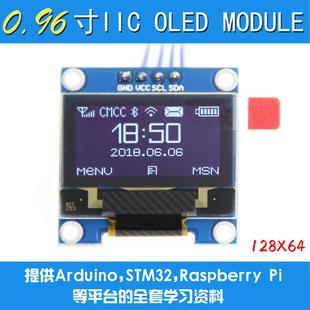 0.96寸IIC OLED MODULE
GND VCC SCL SDA
CMCC
18:50
2018.06.06
MENU 目 MSN
128X64
提供Arduino,STM32,Raspberry Pi
等平台的全套学习资料